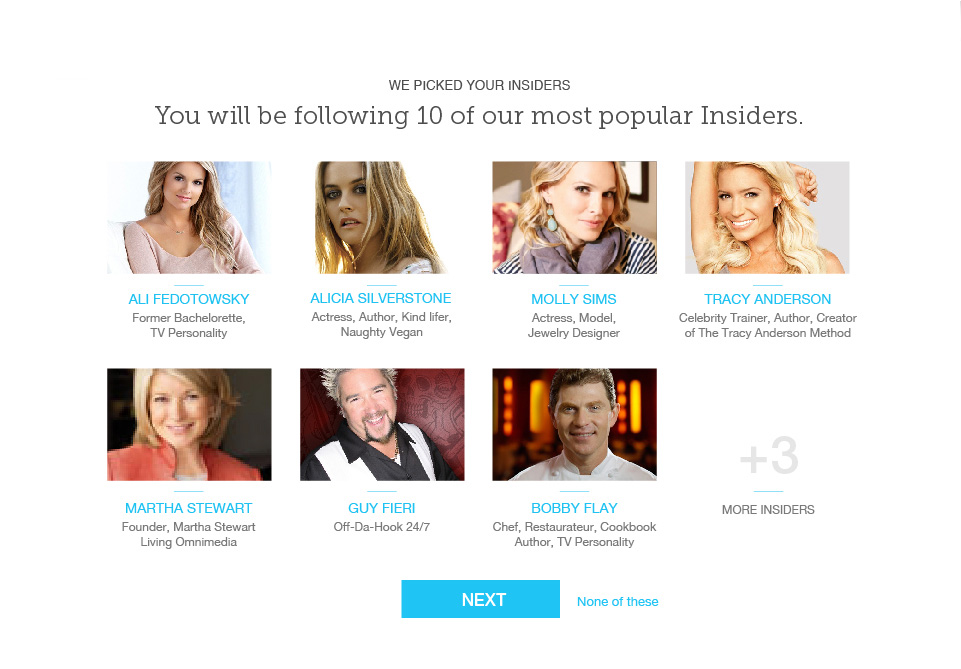 WE PICKED YOUR INSIDERS
You will be following 10 of our most popular Insiders.
ALI FEDOTOWSKY
Former Bachelorette,
TV Personality
ALICIA SILVERSTONE
Actress, Author, Kind lifer,
Naughty Vegan
MOLLY SIMS
Actress, Model,
Jewelry Designer
TRACY ANDERSON
Celebrity Trainer, Author, Creator
of The Tracy Anderson Method
MARTHA STEWART
Founder, Martha Stewart
Living Omnimedia
GUY FIERI
Off-Da-Hook 24/7
BOBBY FLAY
Chef, Restaurateur, Cookbook
Author, TV Personality
+3
MORE INSIDERS
NEXT
None of these